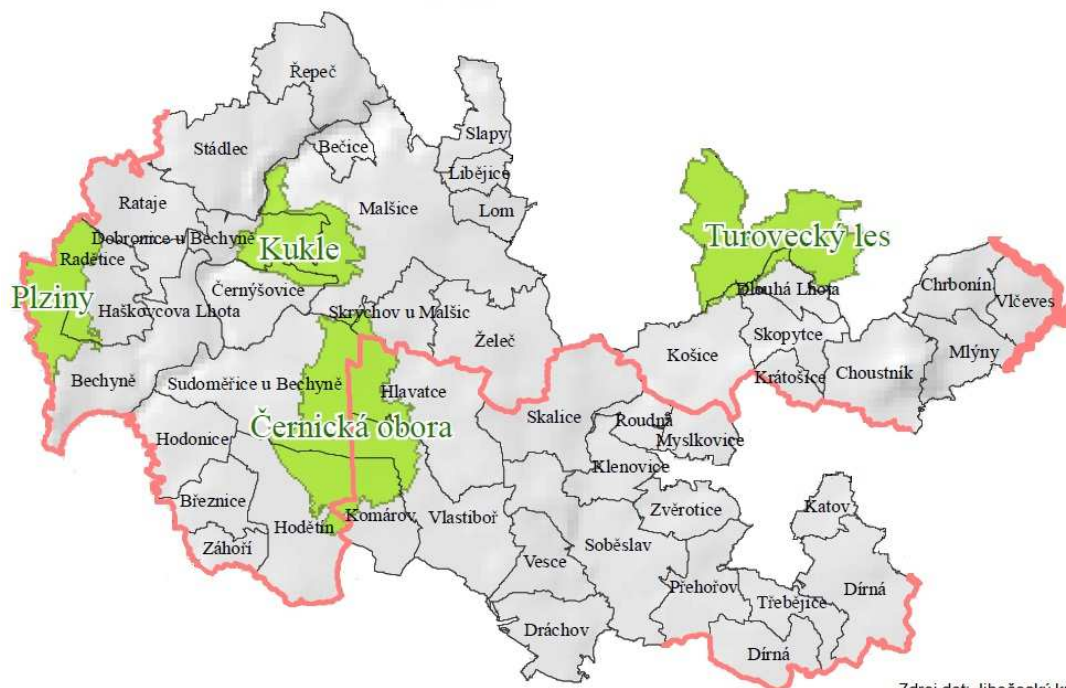 Řepeč
Stádlec
Bečice
Slapy
Libějice
Lom
Rataje
Malšice
Dobronice u Bechyně
Kukle
Turovecký les
Radětice
Plziny
Haškovcova Lhota
Černýšovice
Skrychov u Malšic
Želeč
Dlouhá Lhota
Chrbonín
Vlčeves
Skopytce
Mlýny
Košice
Krátošice
Choustník
Bechyně
Sudoměřice u Bechyně
Hlavatce
Černická obora
Skalice
Roudná
Myslkovice
Hodonice
Klenovice
Březnice
Zvěrotice
Katov
Hodětín
Komárov
Vlastiboř
Soběslav
Záhoří
Vesce
Přehořov
Třebějice
Dírná
Dráchov
Dírná